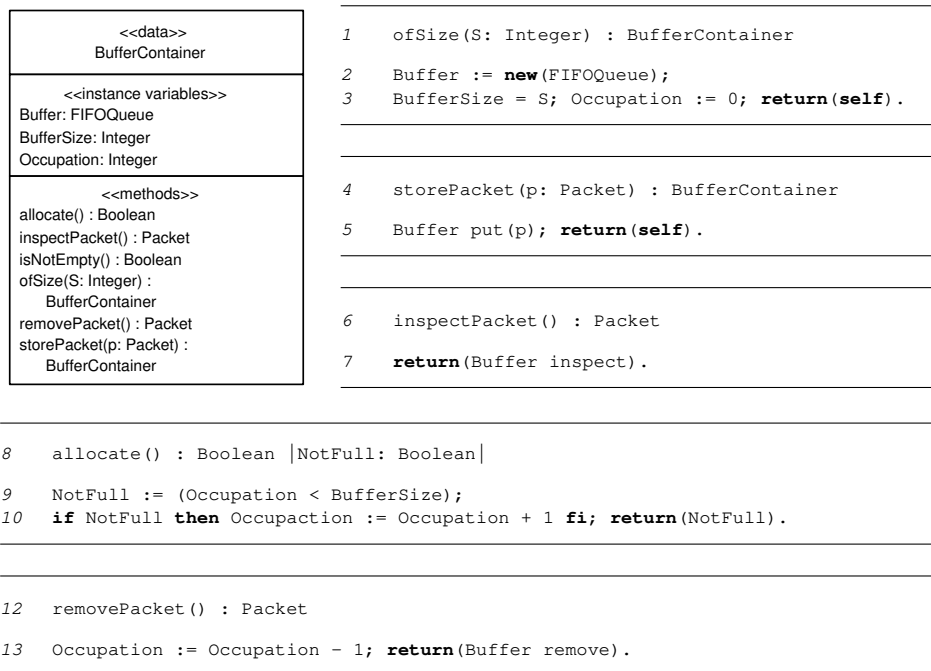 <<data>>
BufferContainer
<<instance variables>>
Buffer: FIFOQueue
BufferSize: Integer
Occupation: Integer
<<methods>>
allocate() : Boolean
inspectPacket() : Packet
isNotEmpty() : Boolean
ofSize(S: Integer) :
BufferContainer
removePacket() : Packet
storePacket(p: Packet) :
BufferContainer
1 ofSize(S: Integer) : BufferContainer
2 Buffer := new(FIFOQueue);
3 BufferSize = S; Occupation := 0; return(self).
4 storePacket(p: Packet) : BufferContainer
5 Buffer put(p); return(self).
6 inspectPacket() : Packet
7 return(Buffer inspect).
8 allocate() : Boolean |NotFull: Boolean|
9 NotFull := (Occupation < BufferSize);
10 if NotFull then Occupaction := Occupation + 1 fi; return(NotFull).
12 removePacket() : Packet
13 Occupation := Occupation - 1; return(Buffer remove).